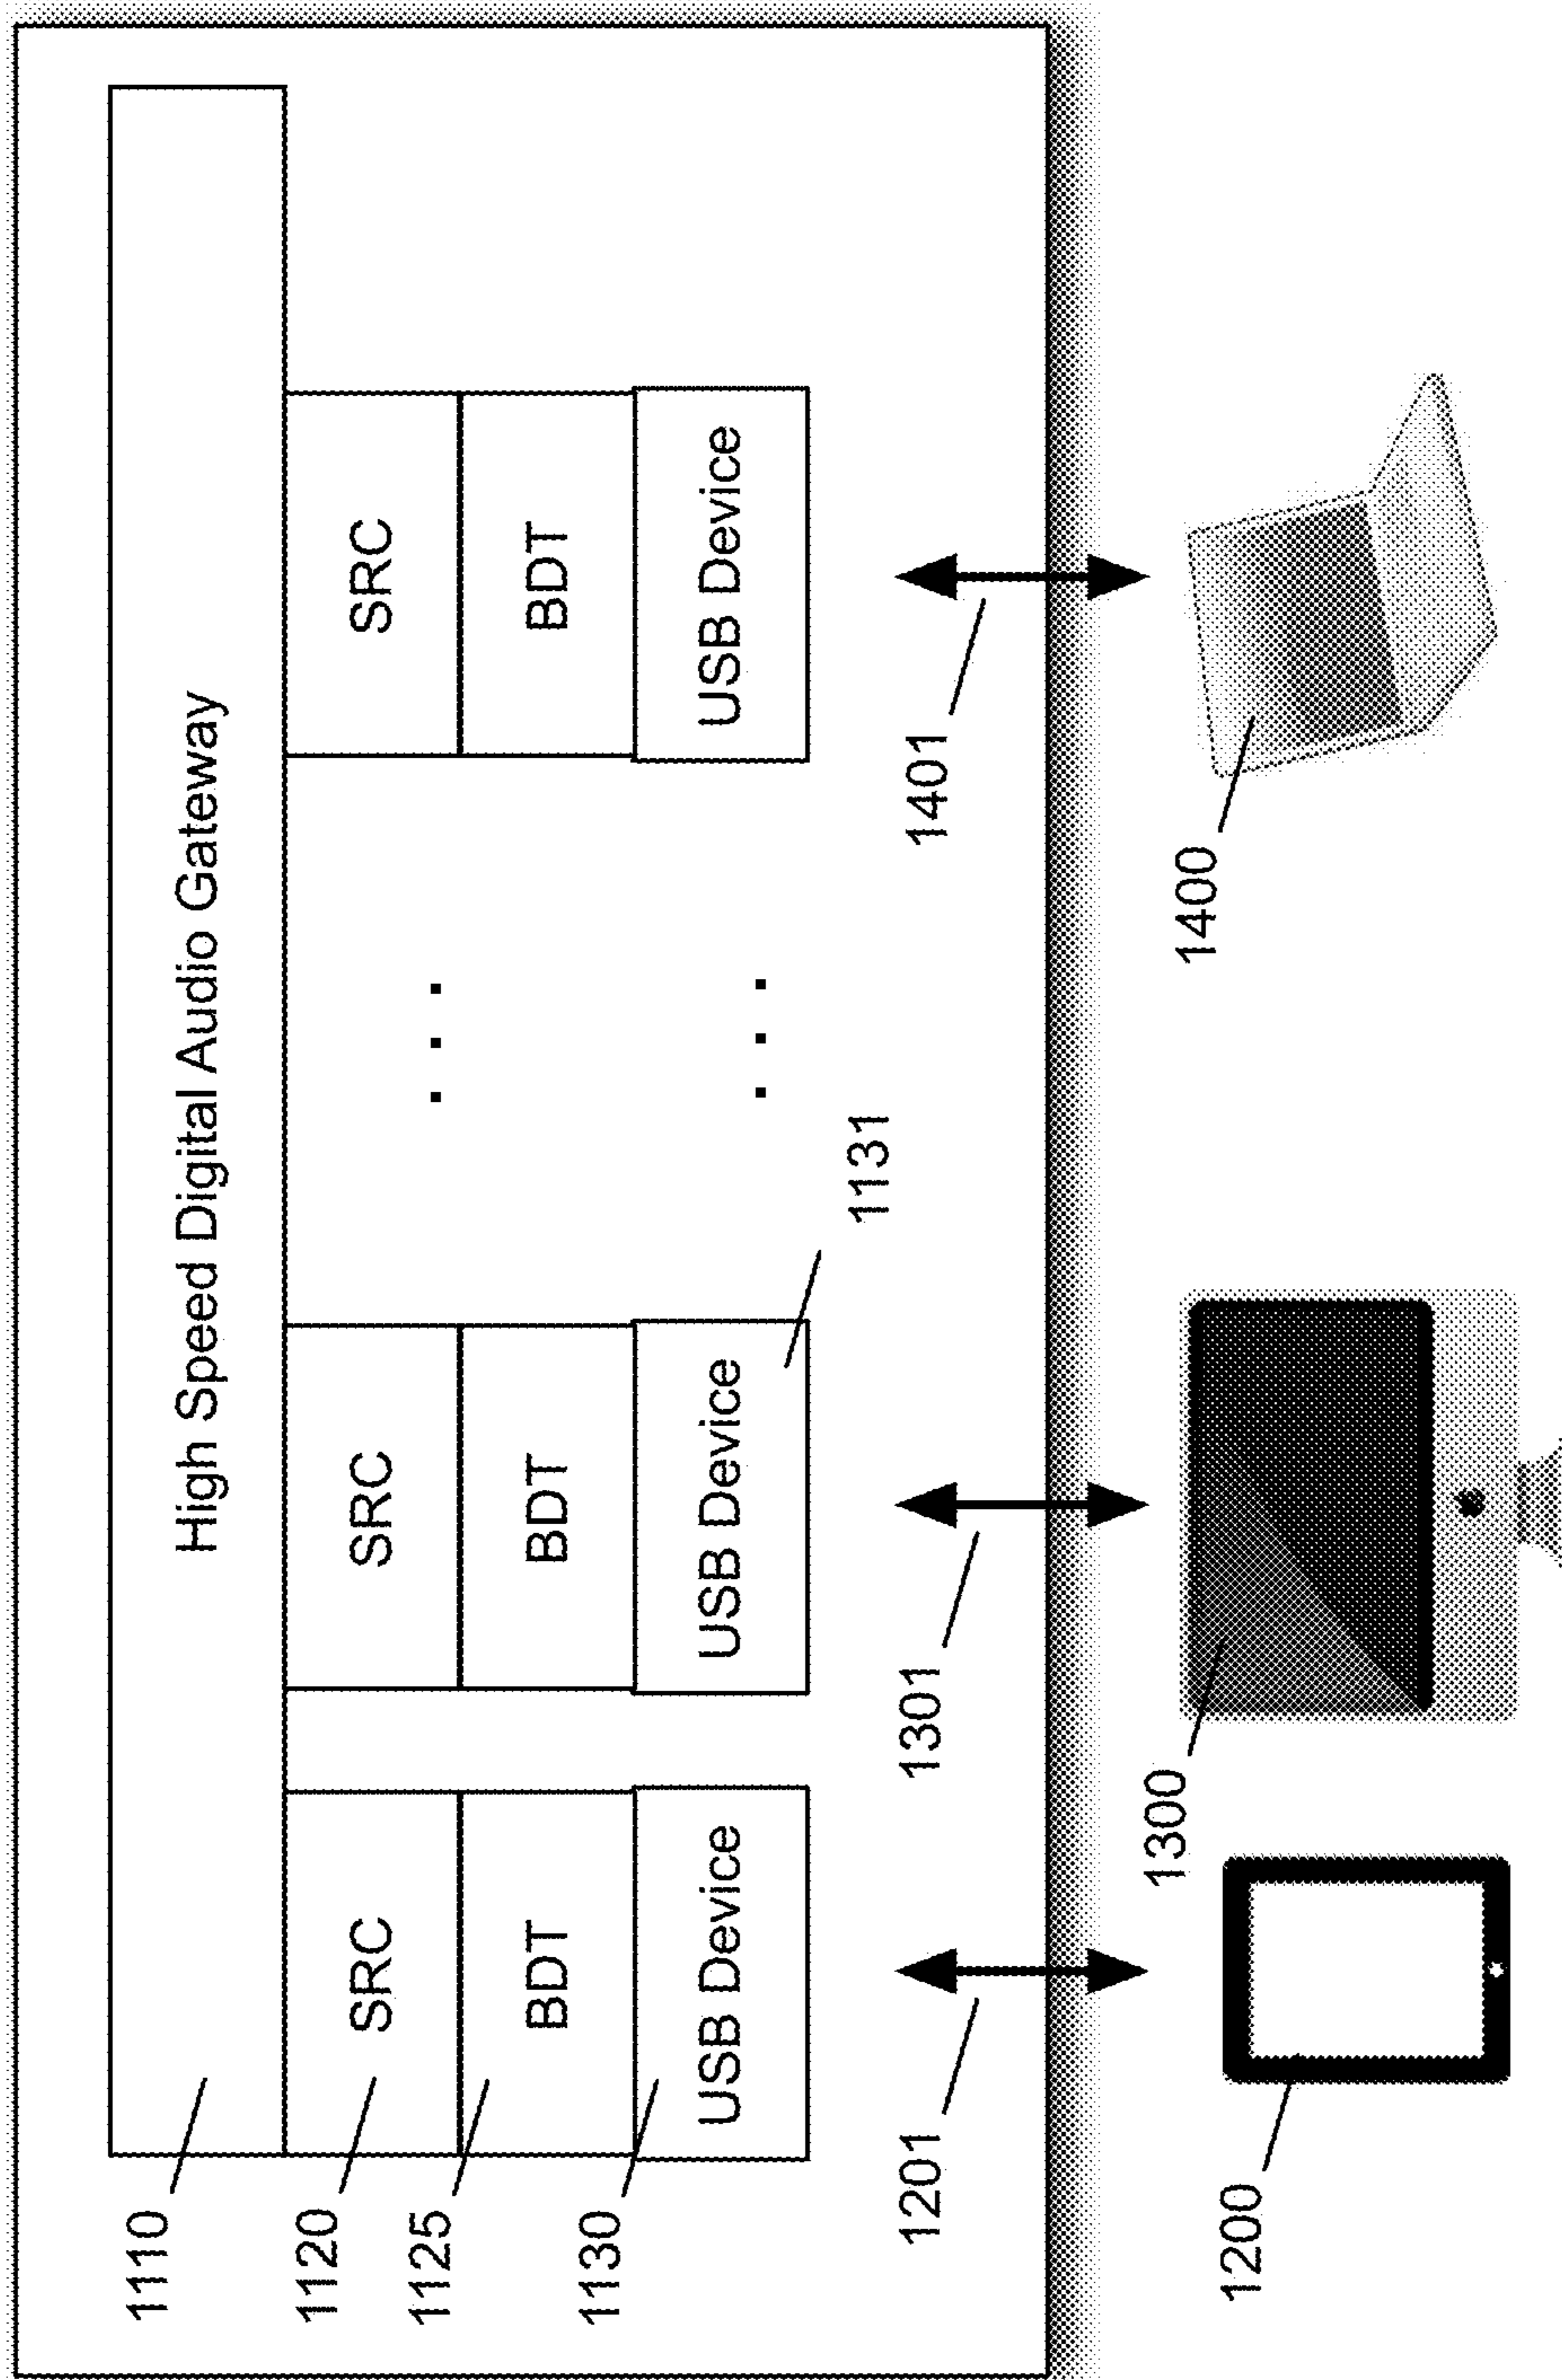 High Speed Digital Audio Gateway
1110
SRC
SRC
SRC
1120
BDT
BDT
BDT
1125
USB Device
USB Device
USB Device
1130
1131
1201
1301
1401
1200
1300
1400